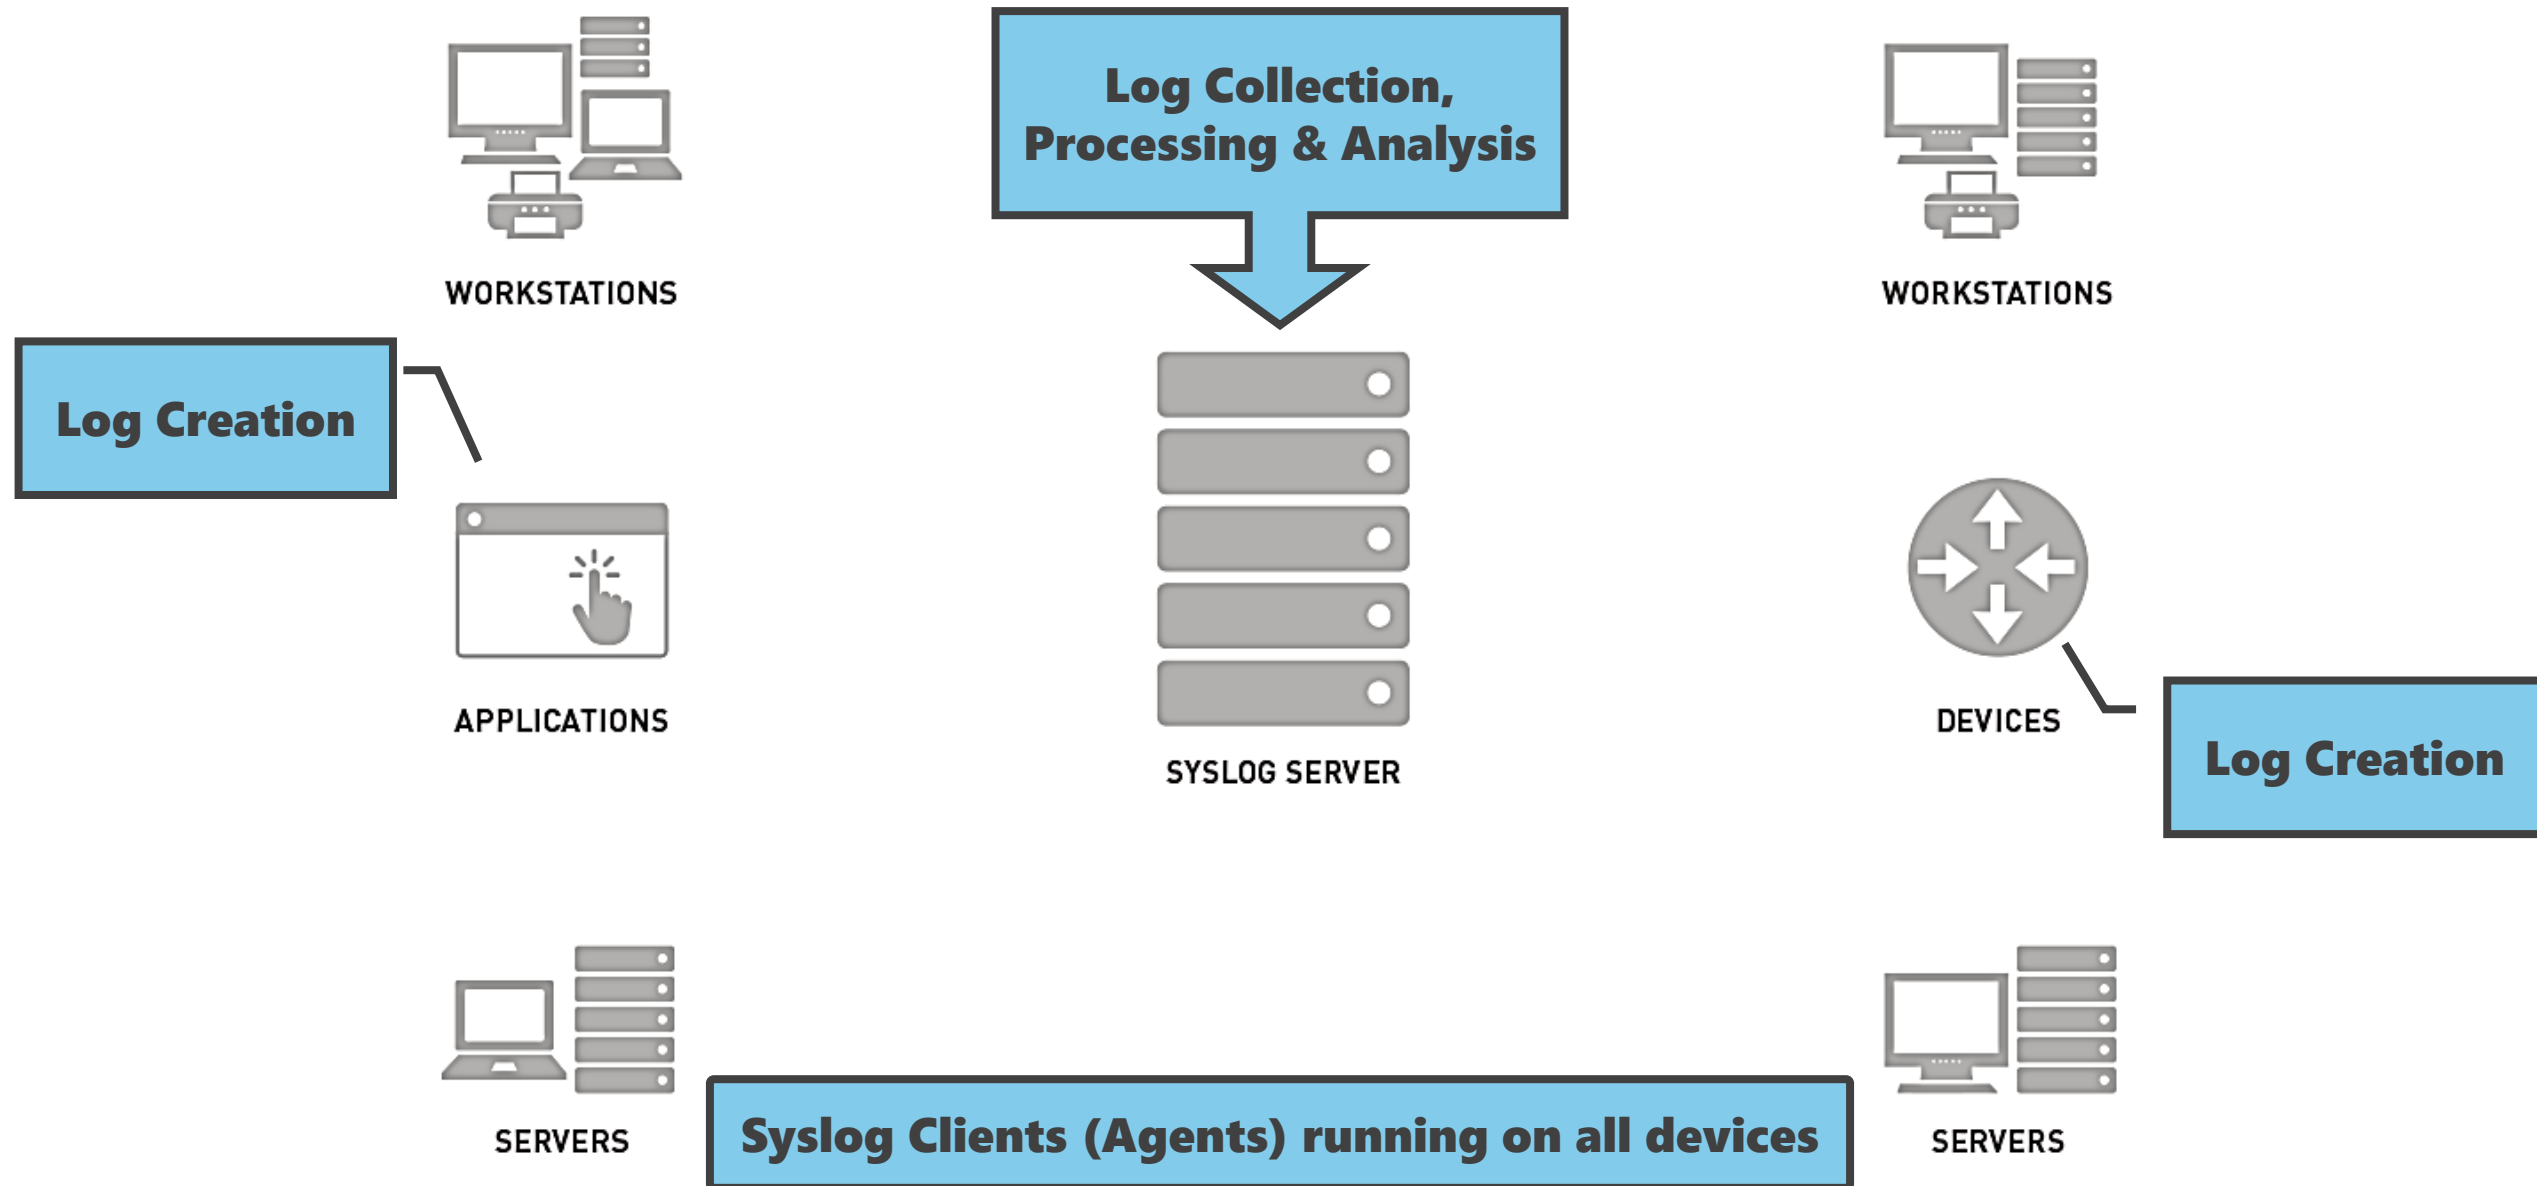 Log Collection,
Processing & Analysis
WORKSTATIONS
WORKSTATIONS
Log Creation
APPLICATIONS
SYSLOG SERVER
DEVICES
Log Creation
SERVERS
Syslog Clients (Agents) running on all devices
SERVERS